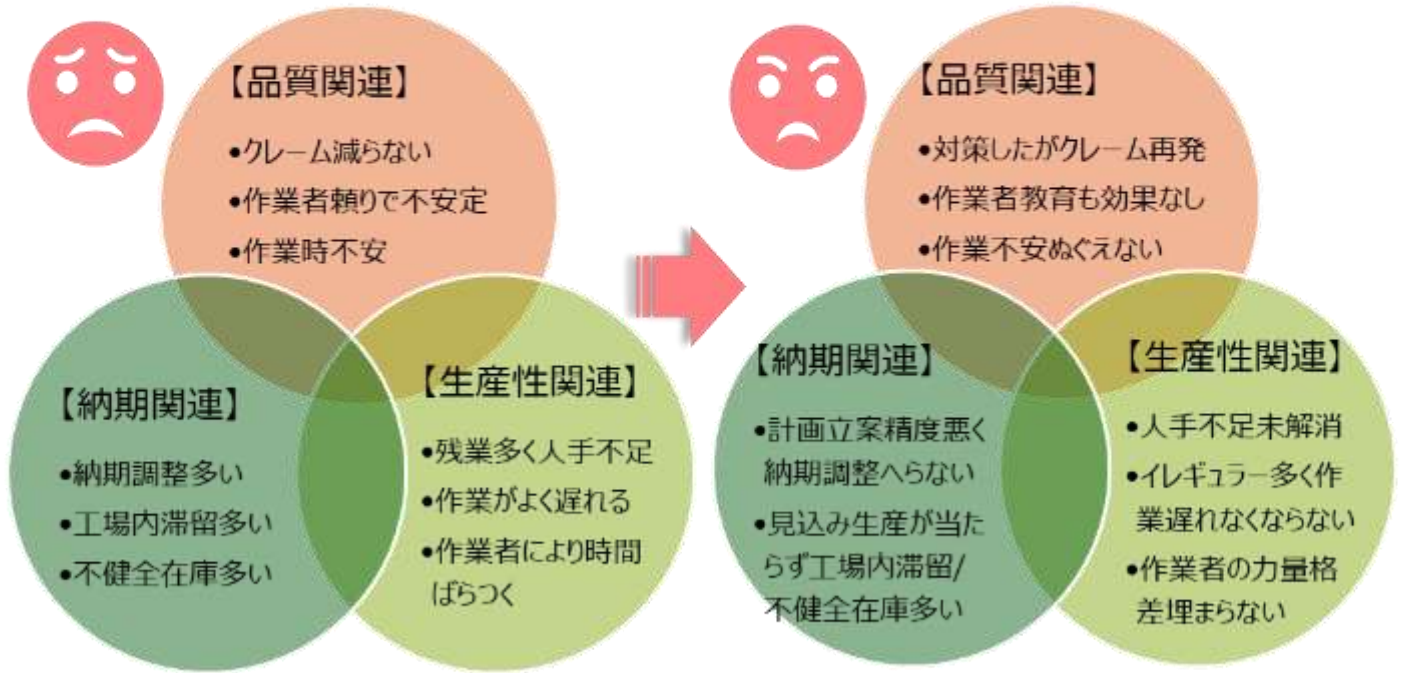 【品質関連】
•クレーム減らない
•作業者頼りで不安定
•作業時不安
【納期関連】
•納期調整多い
•工場内滞留多い
•不健全在庫多い
【生産性関連】
•残業多く人手不足
•作業がよく遅れる
•作業者により時間
ばらつく
【品質関連】
•対策したがクレーム再発
•作業者教育も効果なし
•作業不安ぬぐえない
【納期関連】
•計画立案精度悪く
納期調整へらない
•見込み生産が当た
らず工場内滞留/
不健全在庫多い
【生産性関連】
•人手不足未解消
•イレギュラー多く作
業遅れなくならない
•作業者の力量格
差埋まらない